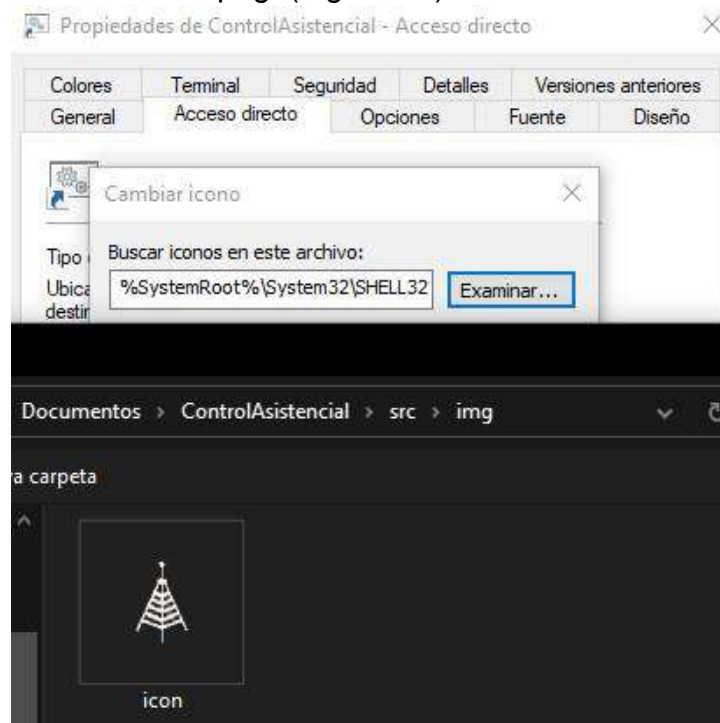 Propiedades de ControlAsistencial - Acceso directo
Colores Terminal Seguridad Detalles Versiones anteriores
General Acceso directo Opciones Fuente Diseño
Cambiar icono
Tipo
Buscar iconos en este archivo:
Ubica
%SystemRoot%\System32\SHELL32 Examinar...
destin
Documentos > ControlAsistencial > src > img
a carpeta
icon